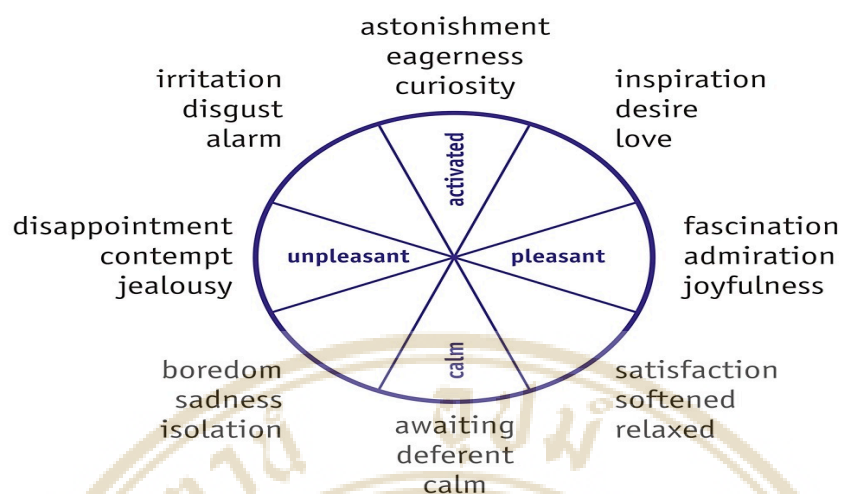 astonishment
eagerness
curiosity
irritation
disgust
alarm
inspiration
desire
love
activated
disappointment
contempt
jealousy
unpleasant
pleasant
fascination
admiration
joyfulness
calm
boredom
sadness
isolation
satisfaction
softened
relaxed
awaiting
deferent
calm